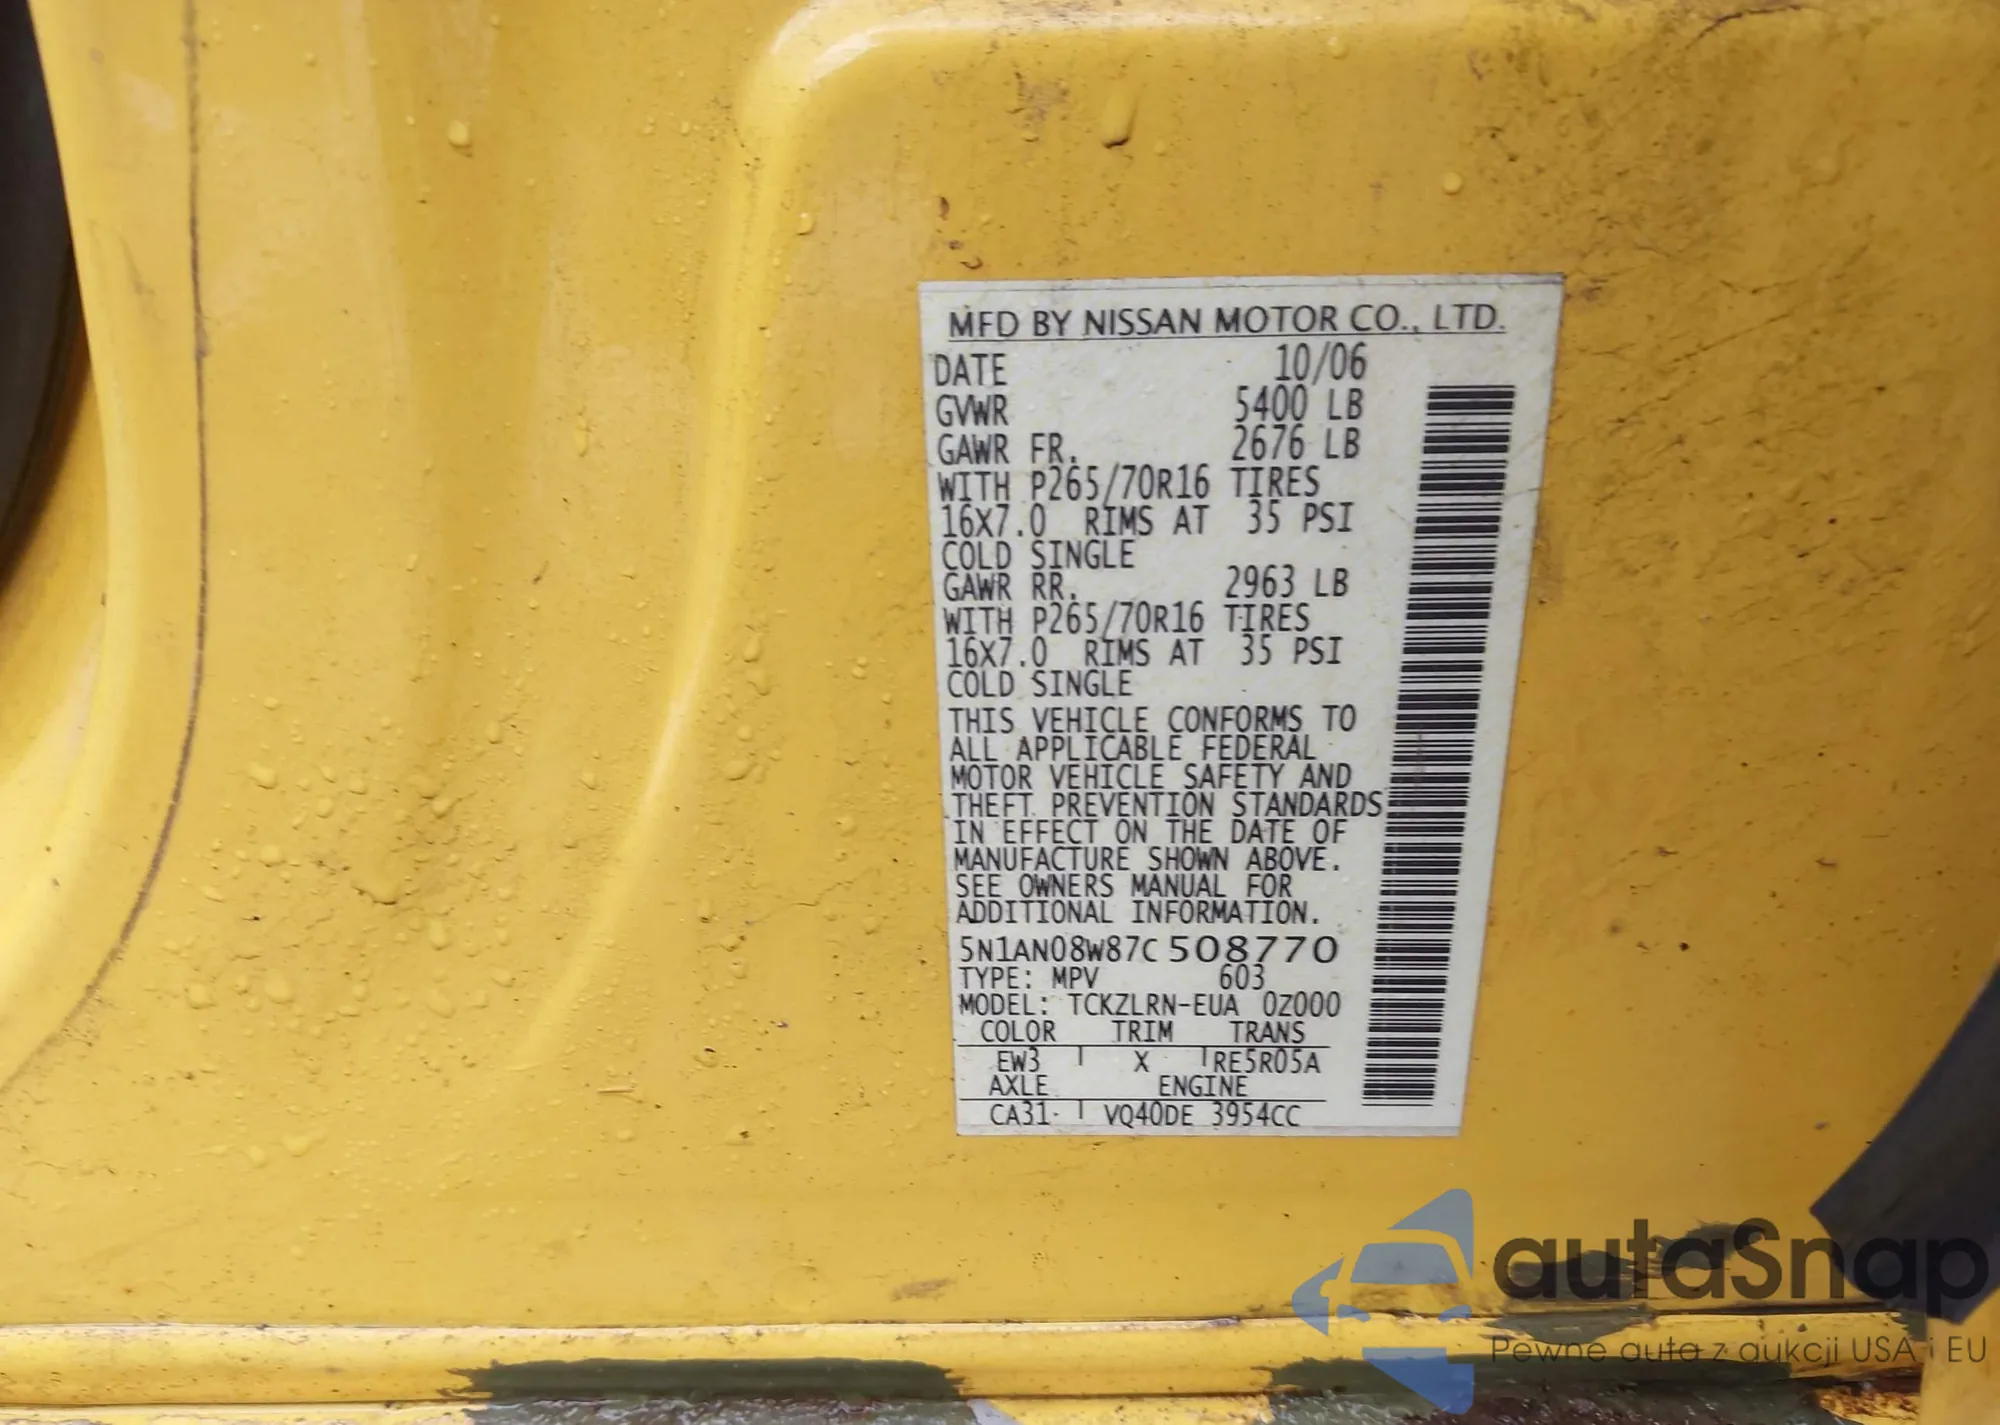 MFD BY NISSAN MOTOR CO., LTD.
DATE 10/06
GVWR 5400 LB
GAWR FR. 2676 LB
WITH P265/70R16 TIRES
16X7.0 RIMS AT 35 PSI
COLD SINGLE
GAWR RR. 2963 LB
WITH P265/70R16 TIRES
16X7.0 RIMS AT 35 PSI
COLD SINGLE
THIS VEHICLE CONFORMS TO
ALL APPLICABLE FEDERAL
MOTOR VEHICLE SAFETY AND
THEFT PREVENTION STANDARDS
IN EFFECT ON THE DATE OF
MANUFACTURE SHOWN ABOVE.
SEE OWNERS MANUAL FOR
ADDITIONAL INFORMATION.
5N1AN08W87C508770
TYPE: MPV 603
MODEL: TCKZLRN-EUA 0Z000
COLOR TRIM TRANS
EW3 X RE5R05A
AXLE ENGINE
CA31 VQ40DE 3954CC
autaSnap
Pewne auta z aukcji USA i EU